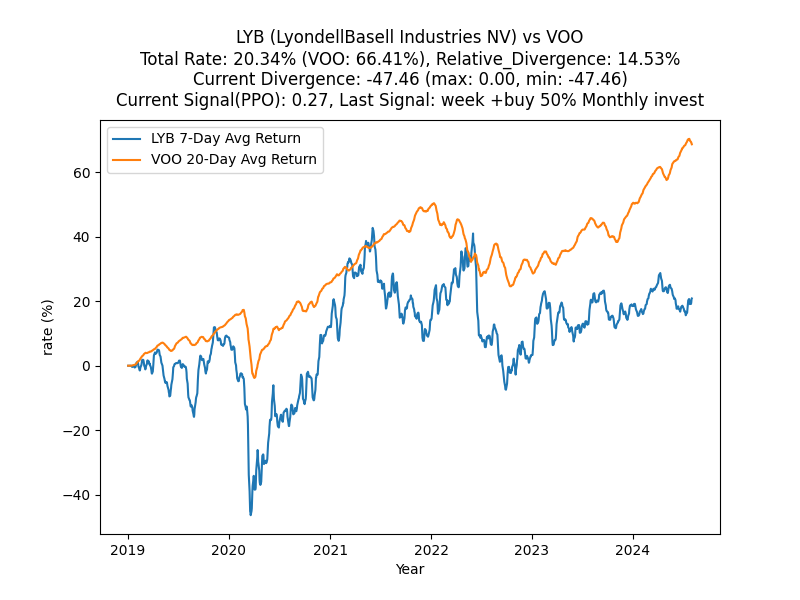 LYB (LyondellBasell Industries NV) vs VOO
Total Rate: 20.34% (VOO: 66.41%), Relative_Divergence: 14.53%
Current Divergence: -47.46 (max: 0.00, min: -47.46)
Current Signal(PPO): 0.27, Last Signal: week +buy 50% Monthly invest
LYB 7-Day Avg Return
VOO 20-Day Avg Return
60
40
20
0
−20
−40
rate (%)
2019
2020
2021
2022
2023
2024
Year